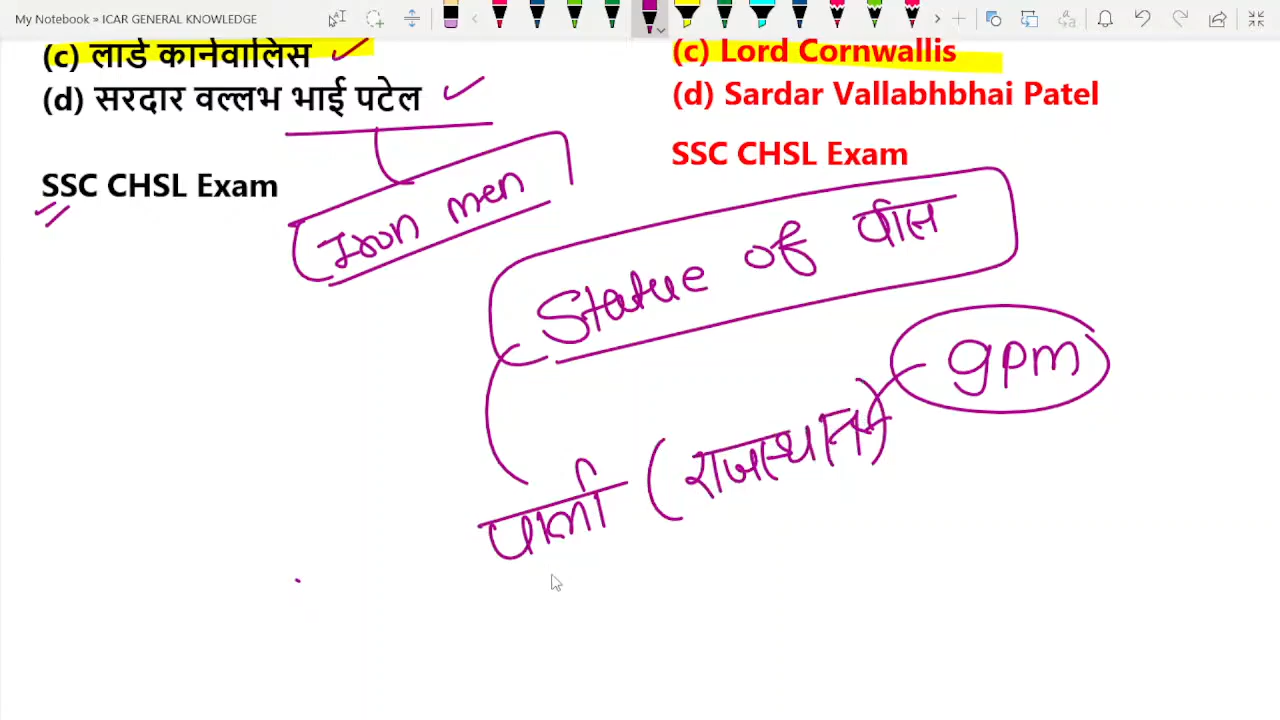 My Notebook » ICAR GENERAL KNOWLEDGE
(c) लार्ड कार्नवालिस
(d) सरदार वल्लभ भाई पटेल
SSC CHSL Exam
(c) Lord Cornwallis
(d) Sardar Vallabhbhai Patel
SSC CHSL Exam
Iron men
Statue of पीस
gpm
पाली (राजस्थान)